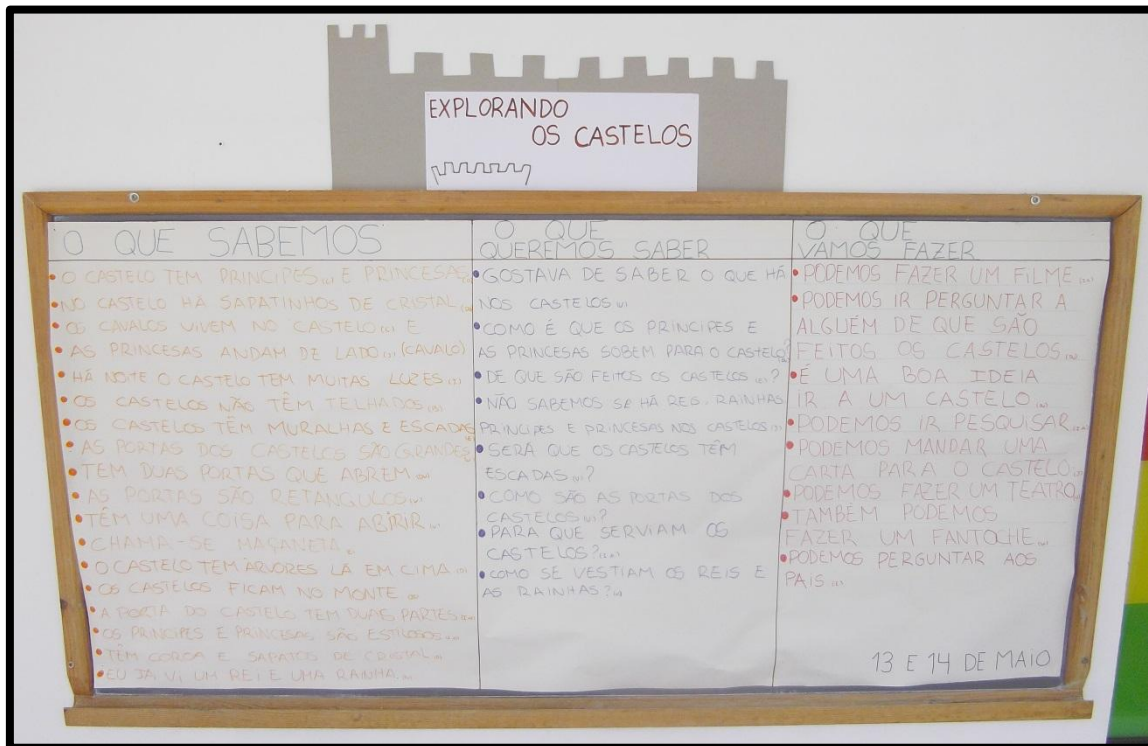 EXPLORANDO
OS CASTELOS
O QUE SABEMOS
• O CASTELO TEM PRINCIPES E PRINCESAS
• NO CASTELO HÁ SAPATINHOS DE CRISTAL
• OS CAVALOS VIVEM NO CASTELO E
• AS PRINCESAS ANDAM DE LADO (CAVALO)
• HÁ NOITE O CASTELO TEM MUITAS LUZES
• OS CASTELOS NÃO TÊM TELHADOS
• OS CASTELOS TÊM MURALHAS E ESCADAS
• AS PORTAS DOS CASTELOS SÃO GRANDES
• TEM DUAS PORTAS QUE ABREM
• AS PORTAS SÃO RETANGULOS
• TÊM UMA COISA PARA ABRIR
• CHAMA-SE MAÇANETA
• O CASTELO TEM ÁRVORES LÁ EM CIMA
• OS CASTELOS FICAM NO MONTE
• A PORTA DO CASTELO TEM DUAS PARTES
• OS PRINCIPES E PRINCESAS SÃO ESTILOSOS
• TÊM COROA E SAPATOS DE CRISTAL
• EU JÁ VI UM REI E UMA RAINHA
O QUE
QUEREMOS SABER
• GOSTAVA DE SABER O QUE HÁ
NOS CASTELOS
• COMO É QUE OS PRINCIPES E
AS PRINCESAS SOBEM PARA O CASTELO?
• DE QUE SÃO FEITOS OS CASTELOS ?
• NÃO SABEMOS SE HÁ REIS, RAINHAS
PRINCIPES E PRINCESAS NOS CASTELOS
• SERÁ QUE OS CASTELOS TÊM
ESCADAS ?
• COMO SÃO AS PORTAS DOS
CASTELOS ?
• PARA QUE SERVIAM OS
CASTELOS?
• COMO SE VESTIAM OS REIS E
AS RAINHAS?
O QUE
VAMOS FAZER
• PODEMOS FAZER UM FILME
• PODEMOS IR PERGUNTAR A
ALGUÉM DE QUE SÃO
FEITOS OS CASTELOS
• É UMA BOA IDEIA
IR A UM CASTELO
• PODEMOS IR PESQUISAR
• PODEMOS MANDAR UMA
CARTA PARA O CASTELO
• PODEMOS FAZER UM TEATRO
• TAMBÉM PODEMOS
FAZER UM FANTOCHE
• PODEMOS PERGUNTAR AOS
PAIS
13 E 14 DE MAIO